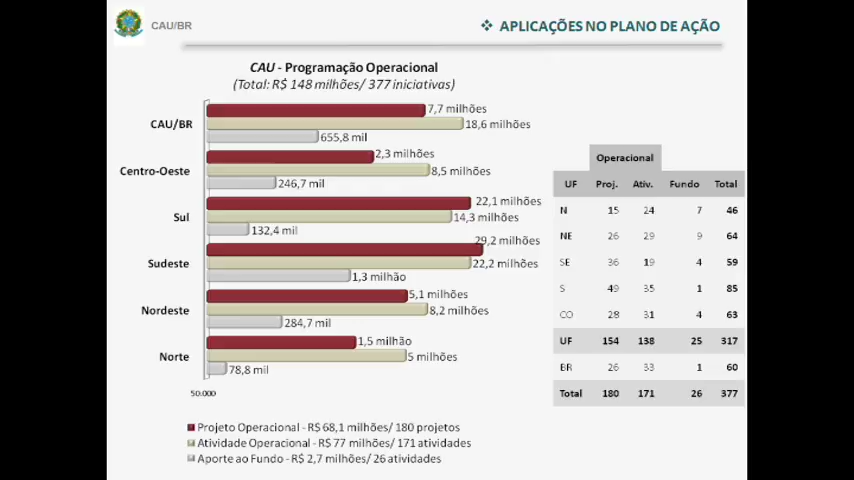 CAU/BR
❖ APLICAÇÕES NO PLANO DE AÇÃO
CAU - Programação Operacional
(Total: R$ 148 milhões/ 377 iniciativas)
CAU/BR
7,7 milhões
18,6 milhões
655,8 mil
Centro-Oeste
2,3 milhões
8,5 milhões
246,7 mil
Sul
22,1 milhões
14,3 milhões
132,4 mil
Sudeste
29,2 milhões
22,2 milhões
1,3 milhão
Nordeste
5,1 milhões
8,2 milhões
284,7 mil
Norte
1,5 milhão
5 milhões
78,8 mil
50.000
Projeto Operacional - R$ 68,1 milhões/ 180 projetos
Atividade Operacional - R$ 77 milhões/ 171 atividades
Aporte ao Fundo - R$ 2,7 milhões/ 26 atividades
Operacional
UF Proj. Ativ. Fundo Total
N 15 24 7 46
NE 26 29 9 64
SE 36 19 4 59
S 49 35 1 85
CO 28 31 4 63
UF 154 138 25 317
BR 26 33 1 60
Total 180 171 26 377